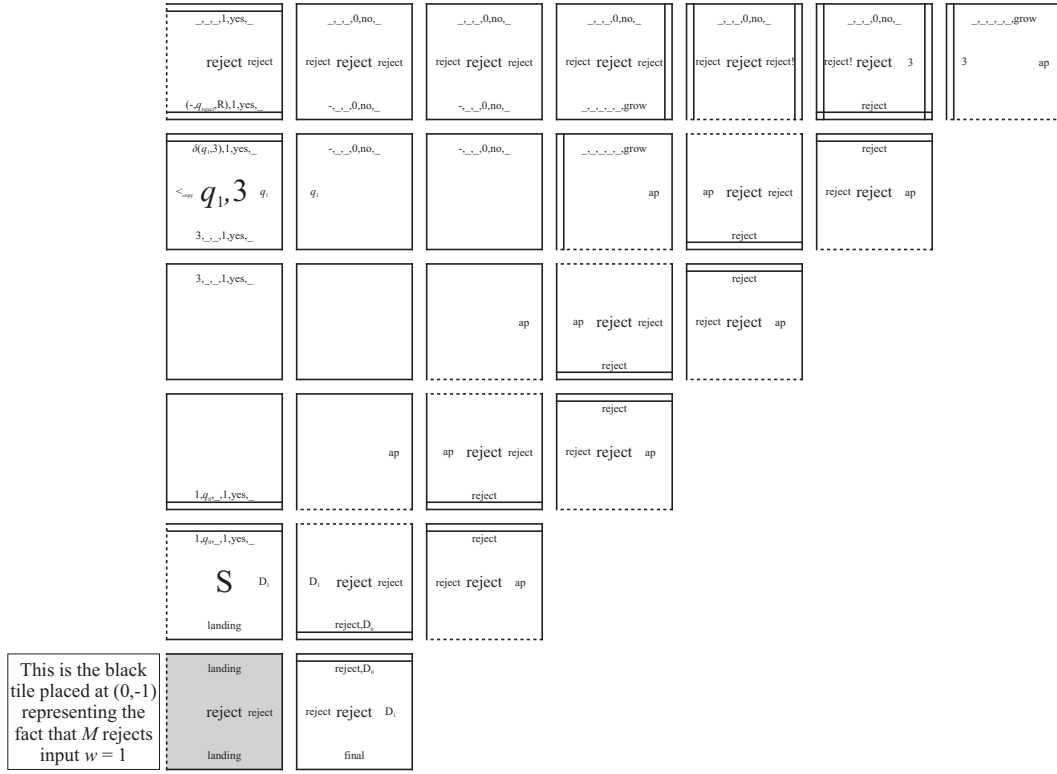 _,_,_,1,yes,_ _,_,_,0,no,_ _,_,_,0,no,_ _,_,_,0,no,_ _,_,_,0,no,_ _,_,_,0,no,_ _,_,_,_,_,grow
reject reject reject reject reject reject reject reject reject reject reject reject reject reject! reject! reject 3 3 ap
(-,q_reject,R),1,yes,_ -,_,_,0,no,_ -,_,_,0,no,_ _,_,_,_,_,grow reject
δ(q₁,3),1,yes,_ -,_,_,0,no,_ -,_,_,0,no,_ _,_,_,_,_,grow reject
<copy q₁,3 q₁ q₁ ap ap reject reject reject reject ap
3,_,_,1,yes,_ reject
3,_,_,1,yes,_ reject
ap ap reject reject reject reject ap
reject
reject
ap ap reject reject reject reject ap
1,q₀,_,1,yes,_ reject
1,q₀,_,1,yes,_ reject
S D₁ D₁ reject reject reject reject ap
landing reject,D₀
This is the black
tile placed at (0,-1)
representing the
fact that M rejects
input w = 1
landing reject,D₀
reject reject reject reject D₁
landing final